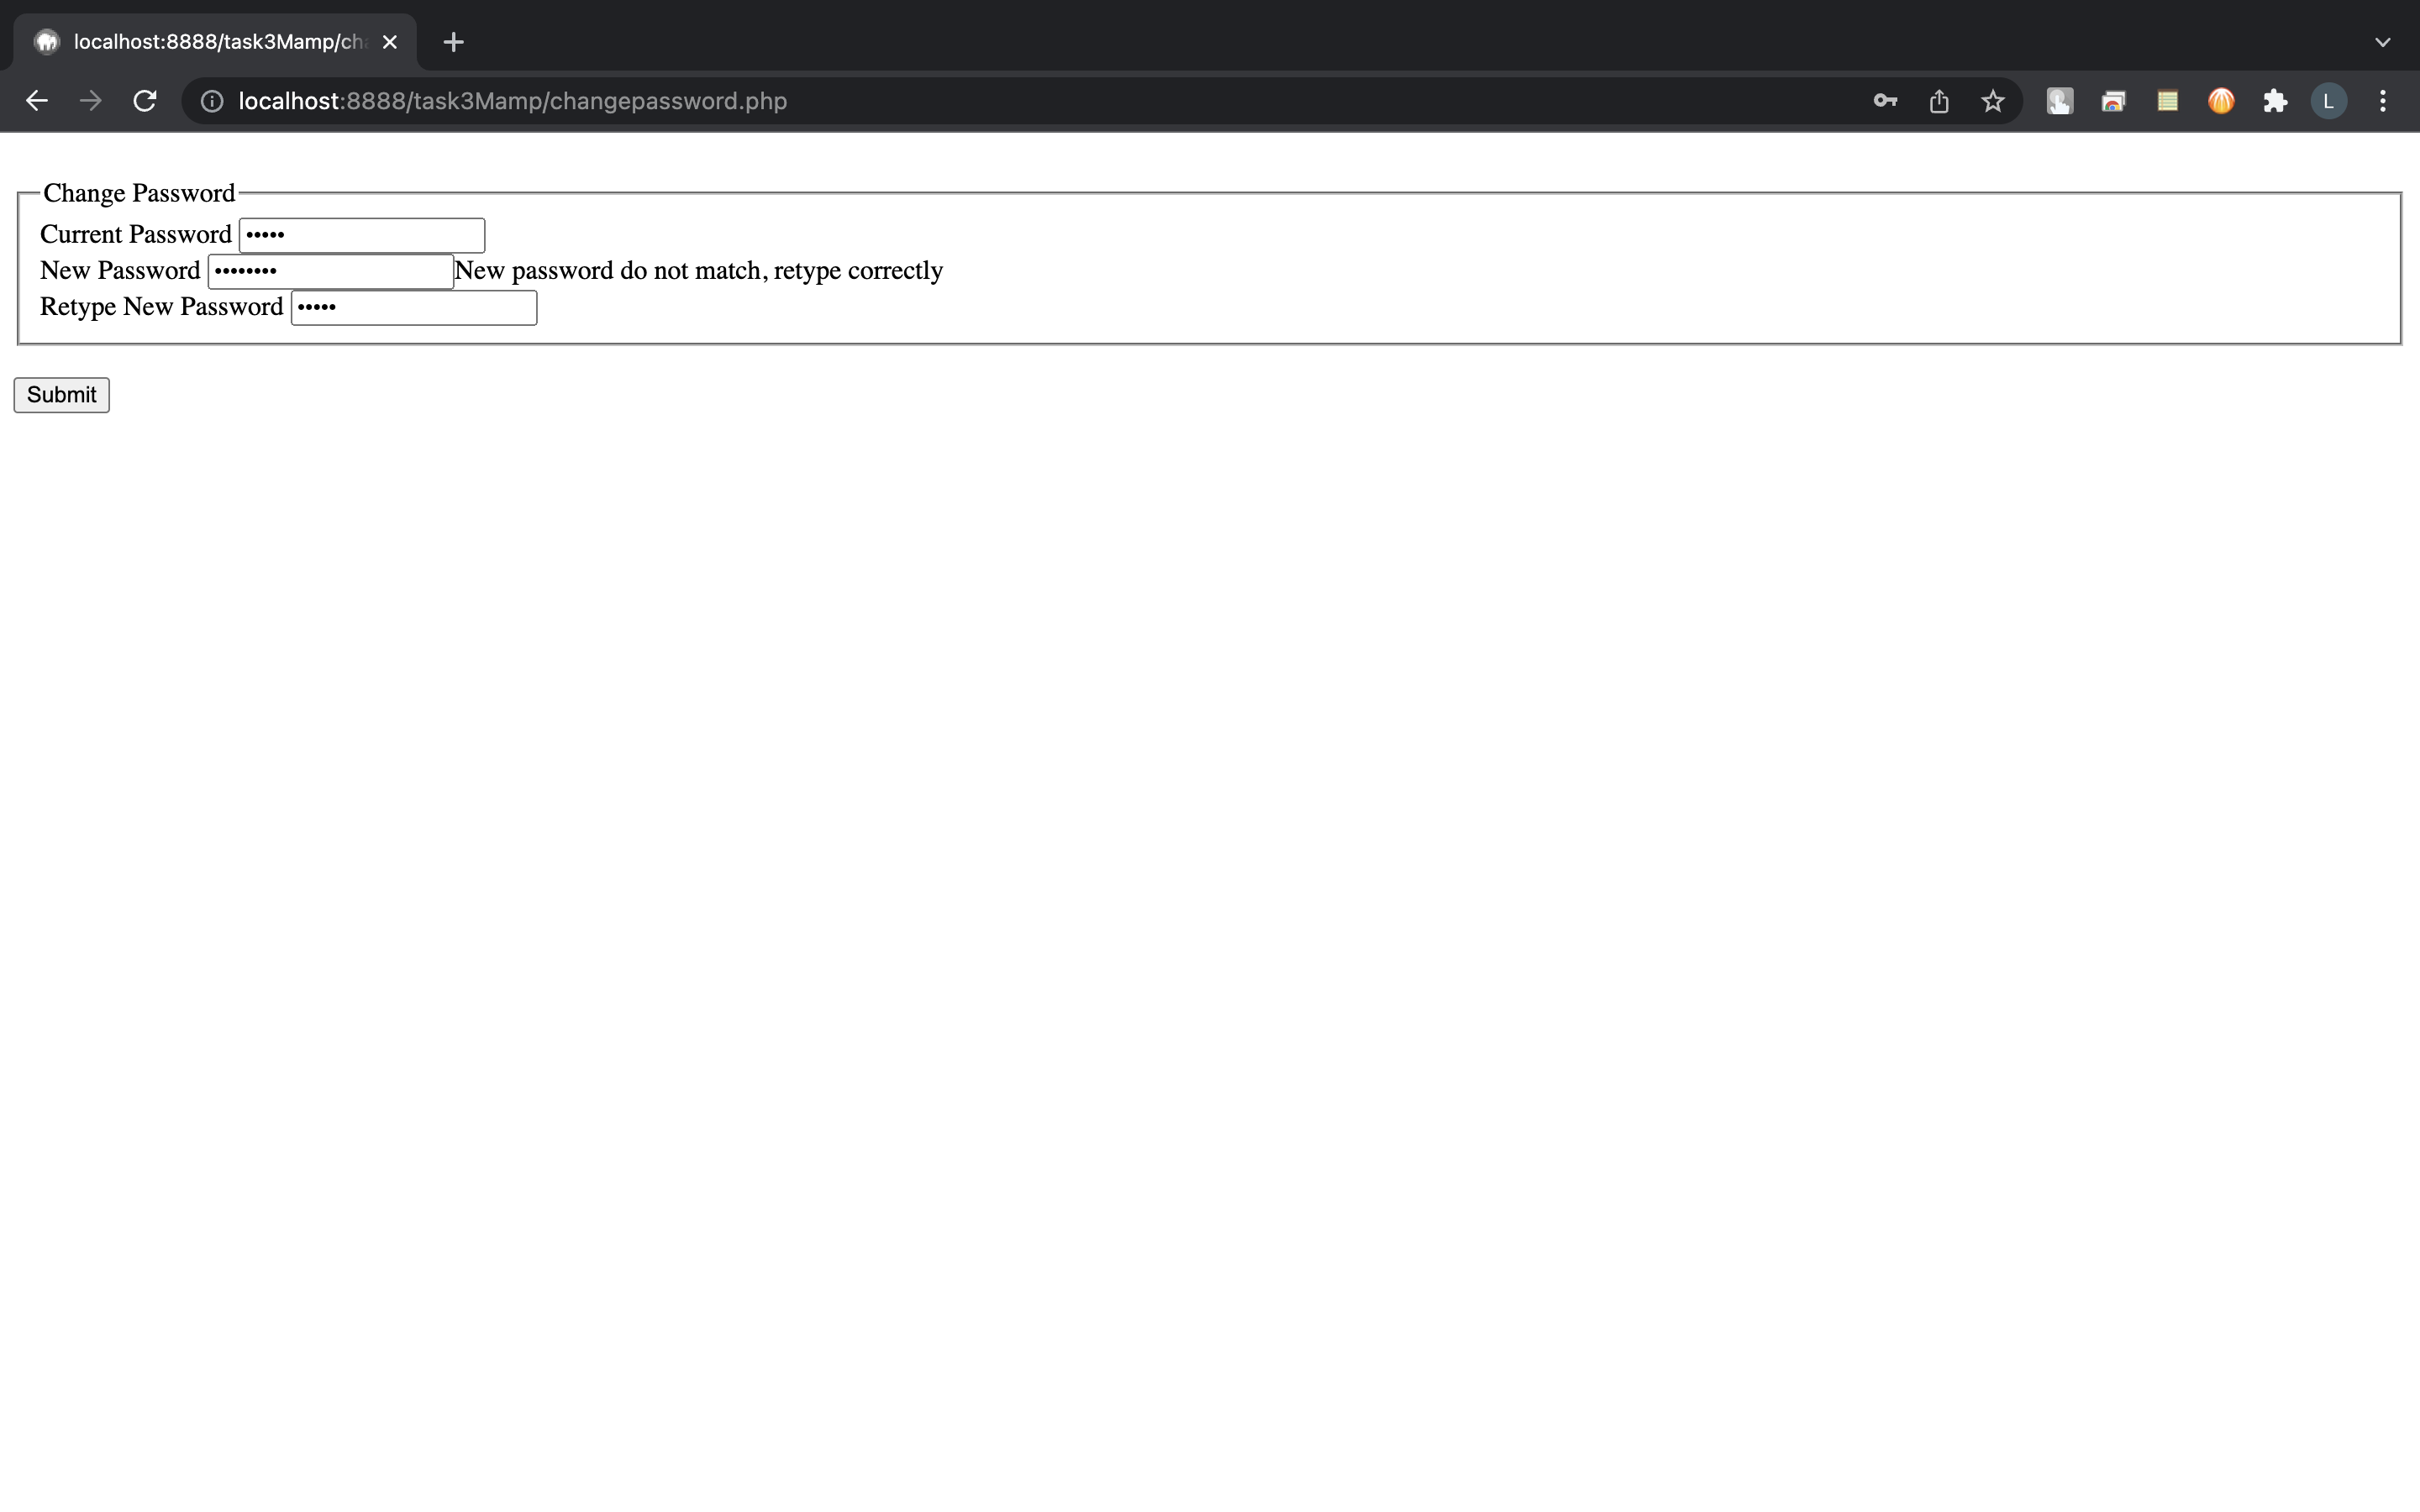 localhost:8888/task3Mamp/cha
localhost:8888/task3Mamp/changepassword.php
L
Change Password
Current Password •••••
New Password •••••••• New password do not match, retype correctly
Retype New Password •••••
Submit